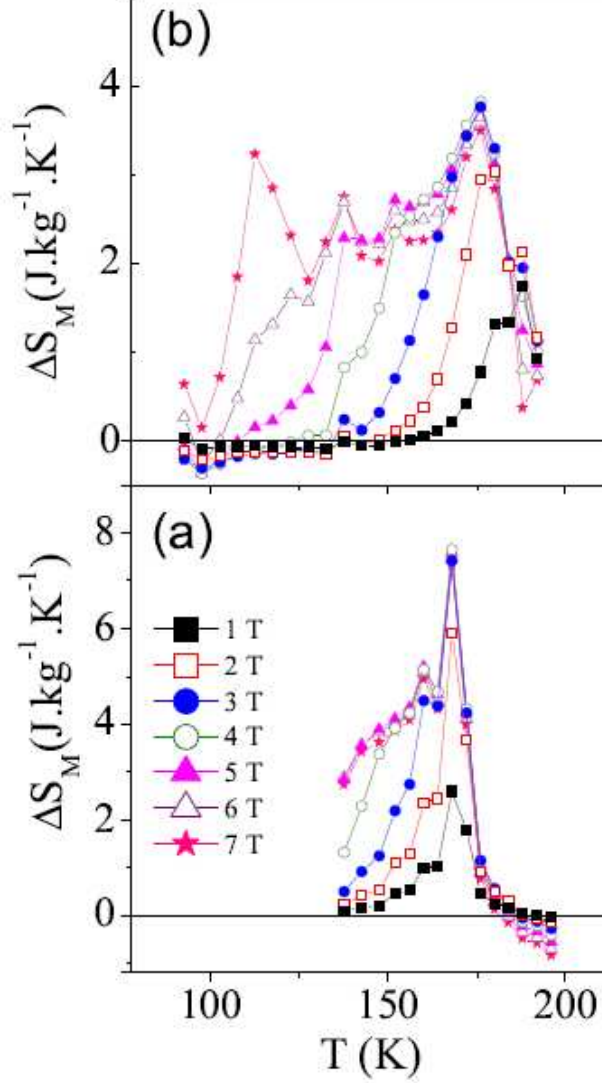 (b)
4
2
0
ΔS_M(J.kg⁻¹.K⁻¹)
(a)
8
6
4
2
0
ΔS_M(J.kg⁻¹.K⁻¹)
1 T
2 T
3 T
4 T
5 T
6 T
7 T
100 150 200
T (K)